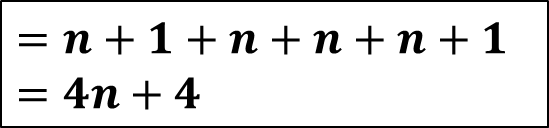 = n + 1 + n + n + n + 1
= 4n + 4